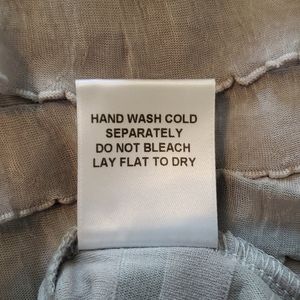 HAND WASH COLD
SEPARATELY
DO NOT BLEACH
LAY FLAT TO DRY